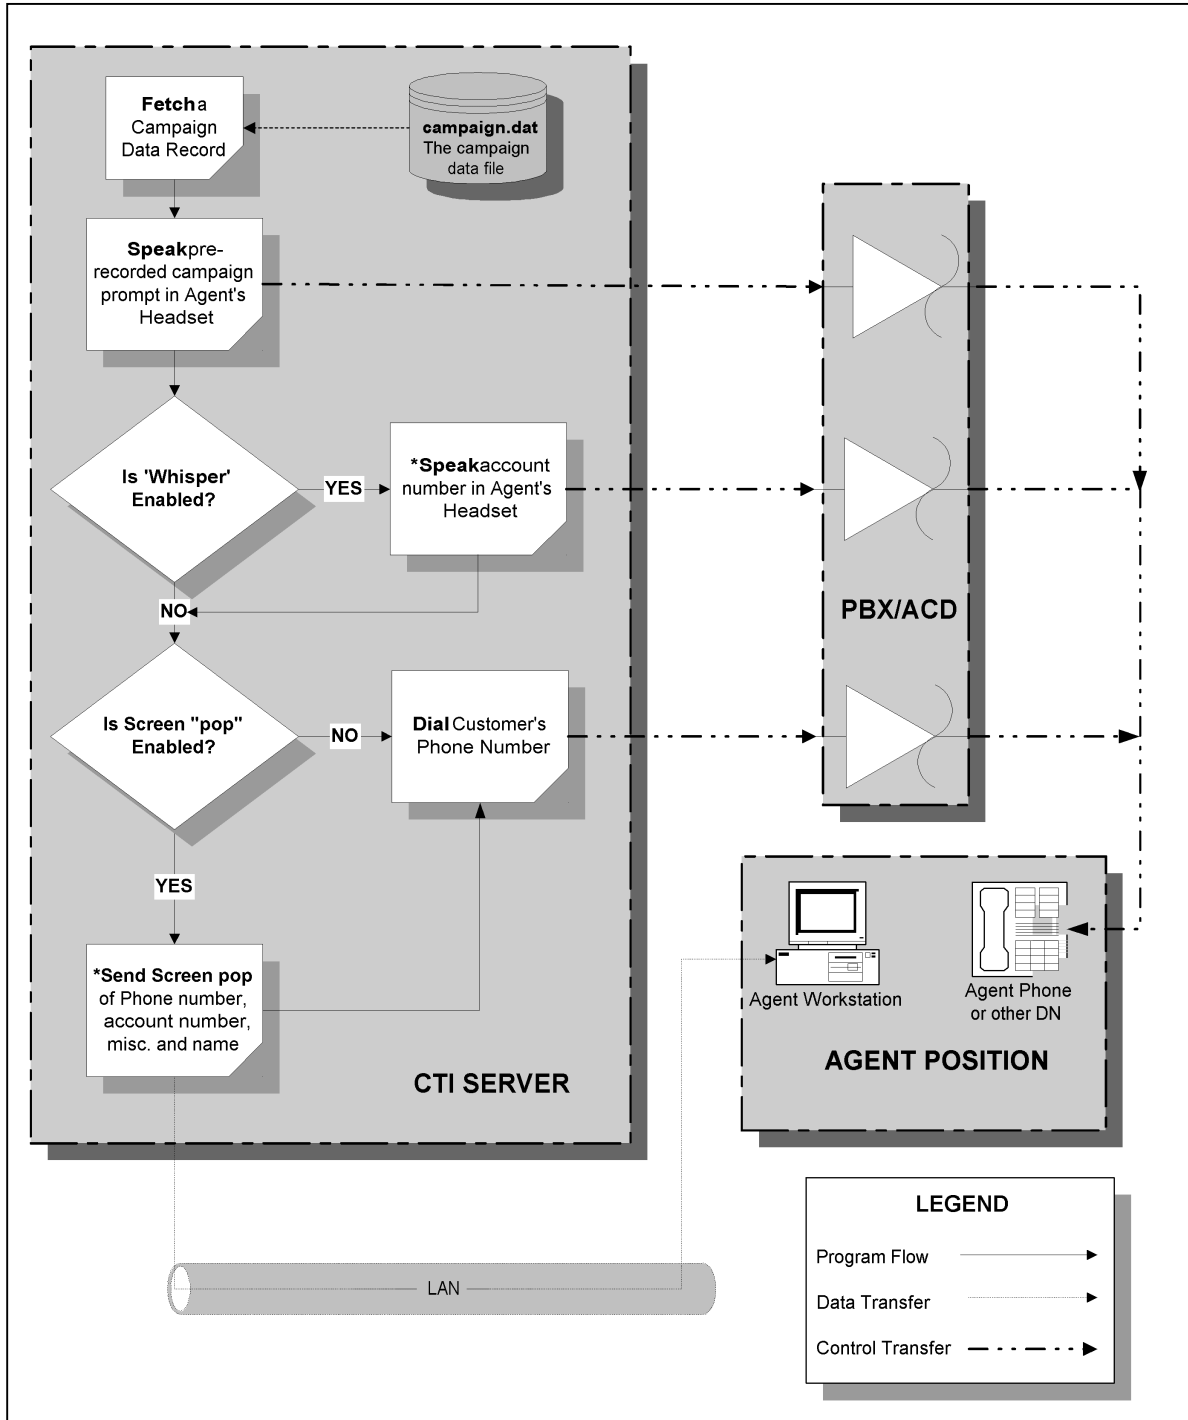 Fetch a
Campaign
Data Record
campaign.dat
The campaign
data file
Speak pre-
recorded campaign
prompt in Agent's
Headset
Is 'Whisper'
Enabled?
YES
*Speak account
number in Agent's
Headset
NO
PBX/ACD
Is Screen "pop"
Enabled?
NO
Dial Customer's
Phone Number
YES
*Send Screen pop
of Phone number,
account number,
misc. and name
CTI SERVER
Agent Workstation
Agent Phone
or other DN
AGENT POSITION
LEGEND
Program Flow
Data Transfer
Control Transfer
LAN